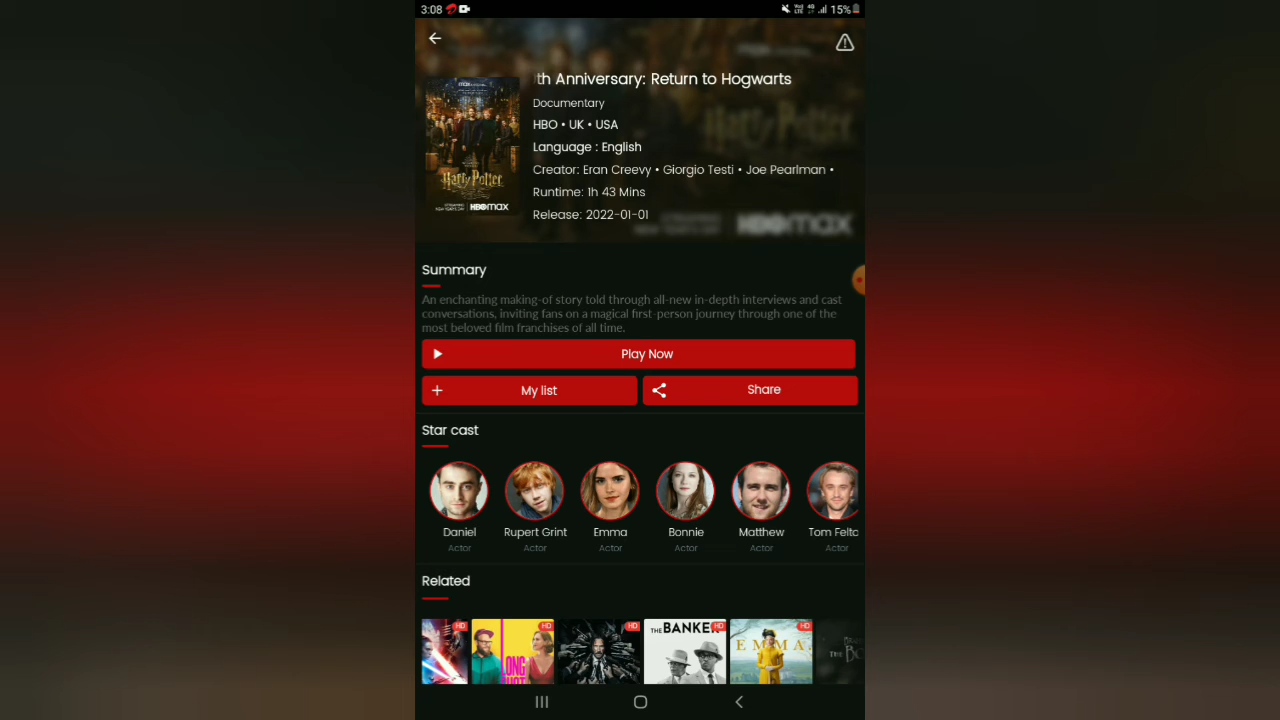 3:08
15%
th Anniversary: Return to Hogwarts
Documentary
HBO • UK • USA
Language : English
Creator: Eran Creevy • Giorgio Testi • Joe Pearlman •
Runtime: 1h 43 Mins
Release: 2022-01-01
Harry Potter
HBOmax
Harry Potter
HBOmax
Summary
An enchanting making-of story told through all-new in-depth interviews and cast
conversations, inviting fans on a magical first-person journey through one of the
most beloved film franchises of all time.
Play Now
My list
Share
Star cast
Daniel
Rupert Grint
Emma
Bonnie
Matthew
Tom Felto
Actor
Actor
Actor
Actor
Actor
Actor
Related
HD
HD
HD
HD
HD
LONG
THE BANKER
EMMA.